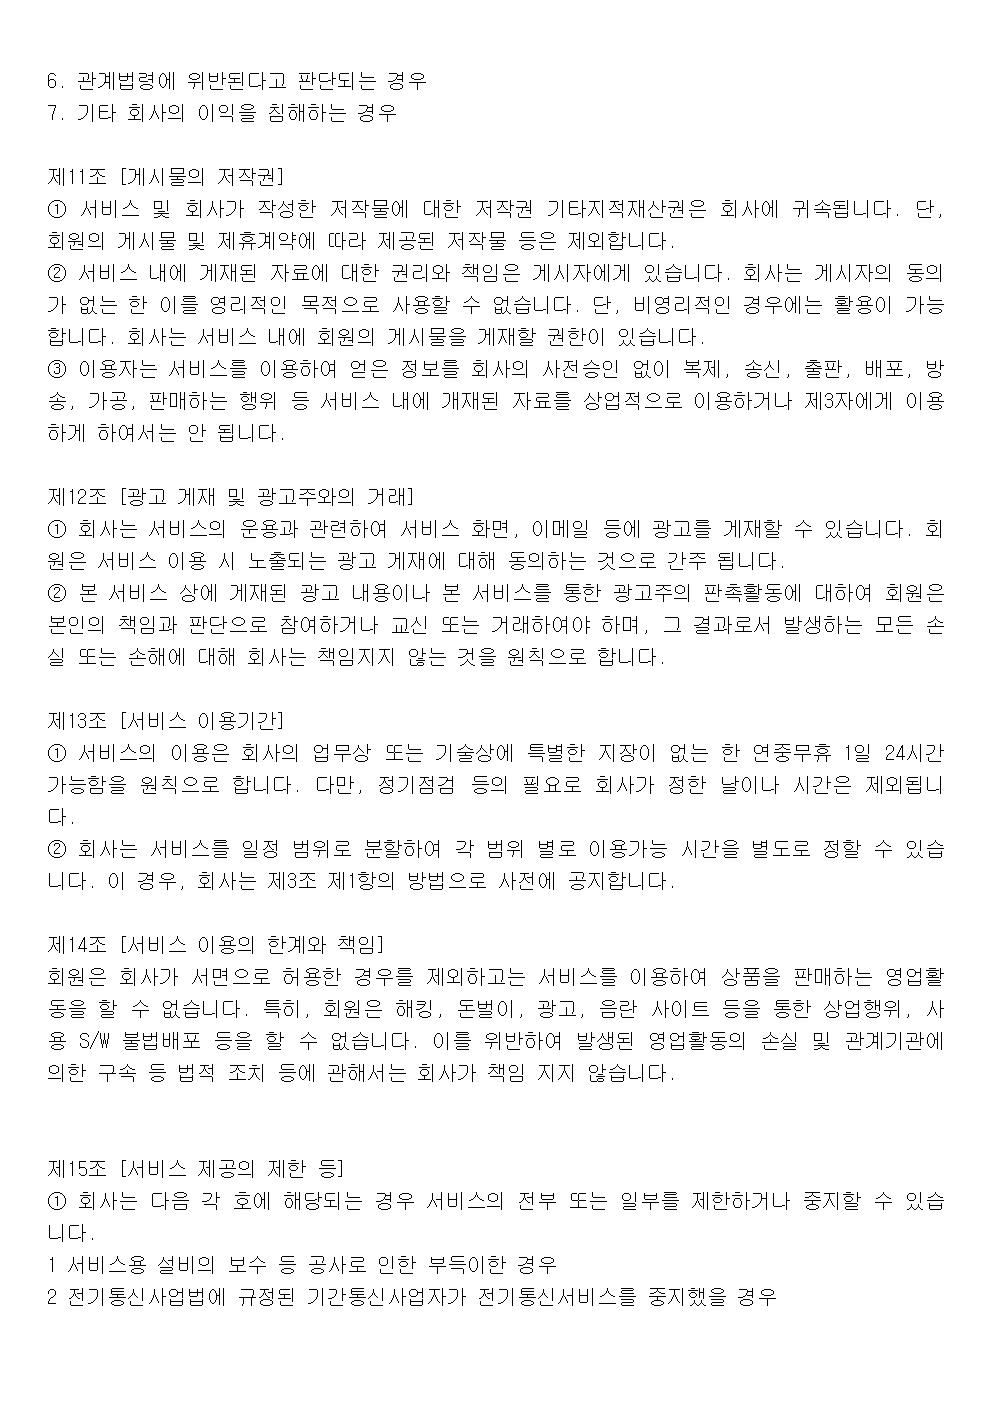 6. 관계법령에 위반된다고 판단되는 경우
7. 기타 회사의 이익을 침해하는 경우
제11조 [게시물의 저작권]
① 서비스 및 회사가 작성한 저작물에 대한 저작권 기타지적재산권은 회사에 귀속됩니다. 단,
회원의 게시물 및 제휴계약에 따라 제공된 저작물 등은 제외합니다.
② 서비스 내에 게재된 자료에 대한 권리와 책임은 게시자에게 있습니다. 회사는 게시자의 동의
가 없는 한 이를 영리적인 목적으로 사용할 수 없습니다. 단, 비영리적인 경우에는 활용이 가능
합니다. 회사는 서비스 내에 회원의 게시물을 게재할 권한이 있습니다.
③ 이용자는 서비스를 이용하여 얻은 정보를 회사의 사전승인 없이 복제, 송신, 출판, 배포, 방
송, 가공, 판매하는 행위 등 서비스 내에 개재된 자료를 상업적으로 이용하거나 제3자에게 이용
하게 하여서는 안 됩니다.
제12조 [광고 게재 및 광고주와의 거래]
① 회사는 서비스의 운용과 관련하여 서비스 화면, 이메일 등에 광고를 게재할 수 있습니다. 회
원은 서비스 이용 시 노출되는 광고 게재에 대해 동의하는 것으로 간주 됩니다.
② 본 서비스 상에 게재된 광고 내용이나 본 서비스를 통한 광고주의 판촉활동에 대하여 회원은
본인의 책임과 판단으로 참여하거나 교신 또는 거래하여야 하며, 그 결과로서 발생하는 모든 손
실 또는 손해에 대해 회사는 책임지지 않는 것을 원칙으로 합니다.
제13조 [서비스 이용기간]
① 서비스의 이용은 회사의 업무상 또는 기술상에 특별한 지장이 없는 한 연중무휴 1일 24시간
가능함을 원칙으로 합니다. 다만, 정기점검 등의 필요로 회사가 정한 날이나 시간은 제외됩니
다.
② 회사는 서비스를 일정 범위로 분할하여 각 범위 별로 이용가능 시간을 별도로 정할 수 있습
니다. 이 경우, 회사는 제3조 제1항의 방법으로 사전에 공지합니다.
제14조 [서비스 이용의 한계와 책임]
회원은 회사가 서면으로 허용한 경우를 제외하고는 서비스를 이용하여 상품을 판매하는 영업활
동을 할 수 없습니다. 특히, 회원은 해킹, 돈벌이, 광고, 음란 사이트 등을 통한 상업행위, 사
용 S/W 불법배포 등을 할 수 없습니다. 이를 위반하여 발생된 영업활동의 손실 및 관계기관에
의한 구속 등 법적 조치 등에 관해서는 회사가 책임 지지 않습니다.
제15조 [서비스 제공의 제한 등]
① 회사는 다음 각 호에 해당되는 경우 서비스의 전부 또는 일부를 제한하거나 중지할 수 있습
니다.
1 서비스용 설비의 보수 등 공사로 인한 부득이한 경우
2 전기통신사업법에 규정된 기간통신사업자가 전기통신서비스를 중지했을 경우